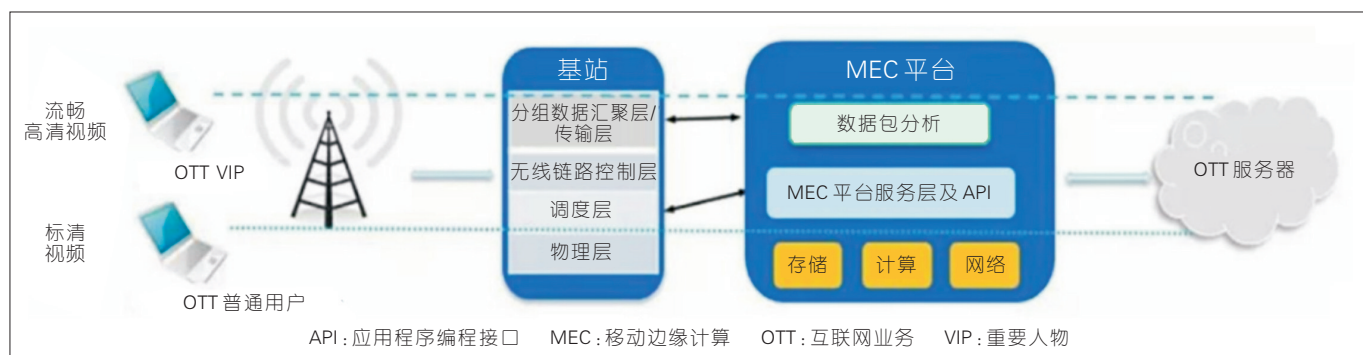 流畅
高清视频
OTT VIP
标清
视频
OTT 普通用户
基站
分组数据汇聚层/
传输层
无线链路控制层
调度层
物理层
MEC 平台
数据包分析
MEC 平台服务层及 API
存储
计算
网络
OTT 服务器
API：应用程序编程接口 MEC：移动边缘计算 OTT：互联网业务 VIP：重要人物